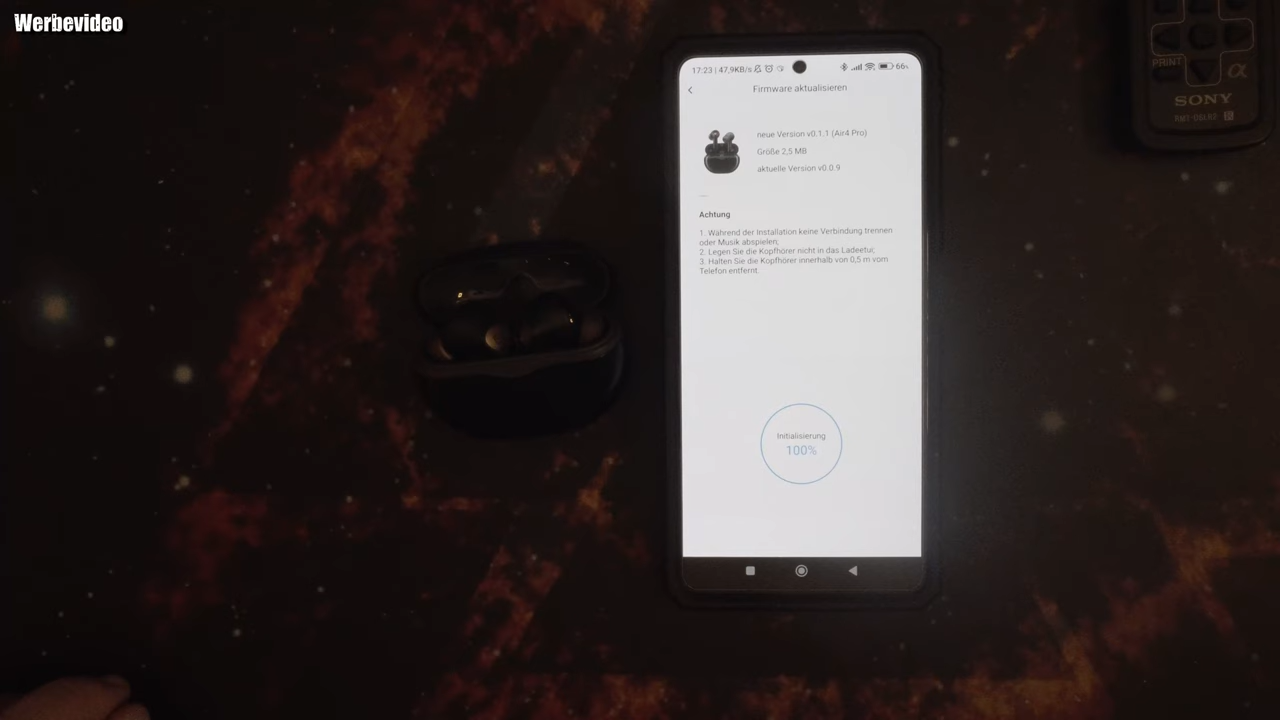 Werbevideo
17:23 | 47,9KB/s
66%
Firmware aktualisieren
neue Version v0.1.1 (Air4 Pro)
Größe 2,5 MB
aktuelle Version v0.0.9
Achtung
1. Während der Installation keine Verbindung trennen
oder Musik abspielen;
2. Legen Sie die Kopfhörer nicht in das Ladeetui;
3. Halten Sie die Kopfhörer innerhalb von 0,5 m vom
Telefon entfernt.
Initialisierung
100%
PRINT
α
SONY